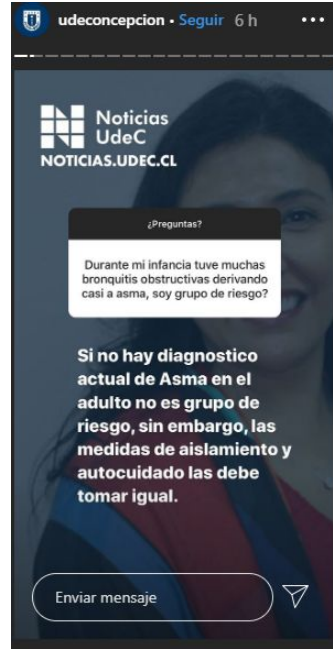 udeconcepcion • Seguir 6 h
Noticias
UdeC
NOTICIAS.UDEC.CL
¿Preguntas?
Durante mi infancia tuve muchas
bronquitis obstructivas derivando
casi a asma, soy grupo de riesgo?
Si no hay diagnostico
actual de Asma en el
adulto no es grupo de
riesgo, sin embargo, las
medidas de aislamiento y
autocuidado las debe
tomar igual.
Enviar mensaje